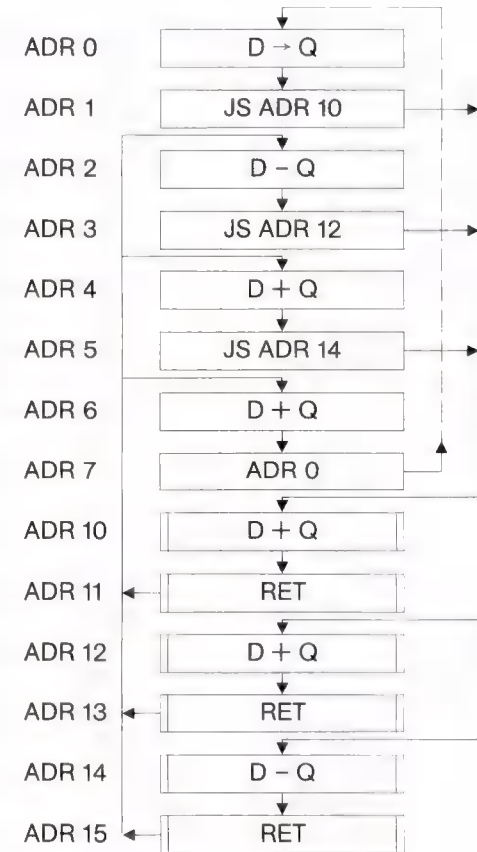 ADR 0 D → Q
ADR 1 JS ADR 10
ADR 2 D − Q
ADR 3 JS ADR 12
ADR 4 D + Q
ADR 5 JS ADR 14
ADR 6 D + Q
ADR 7 ADR 0
ADR 10 D + Q
ADR 11 RET
ADR 12 D + Q
ADR 13 RET
ADR 14 D − Q
ADR 15 RET